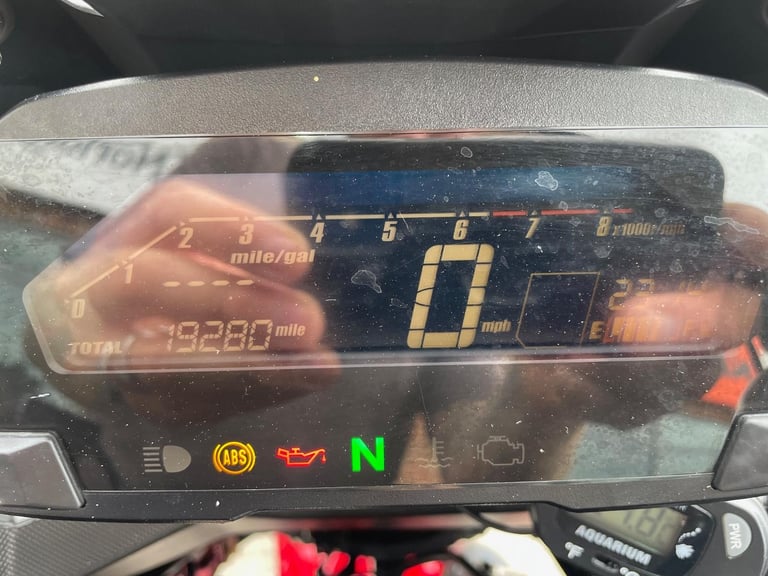 2 3 4 5 6 7 8 x1000r/min
mile/gal
1
0
0 mph
19280 mile
TOTAL
E F
ABS
N
AQUARIUM
PWR
°F